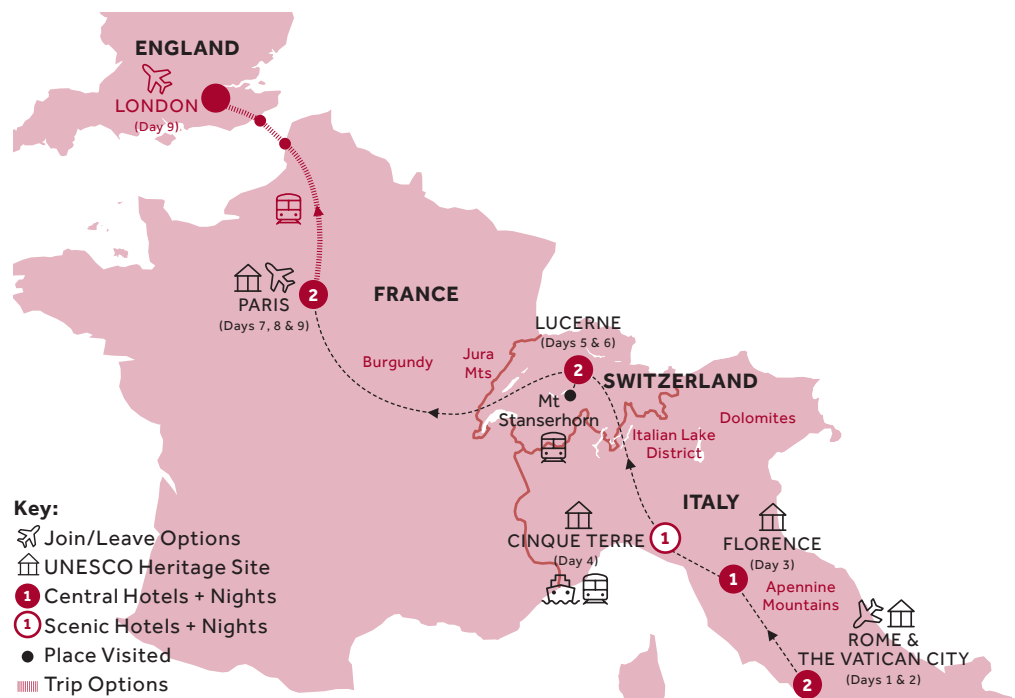 ENGLAND
LONDON
(Day 9)
2
PARIS
(Days 7, 8 & 9)
FRANCE
Burgundy
Jura
Mts
LUCERNE
(Days 5 & 6)
2
SWITZERLAND
Mt
Stanserhorn
Dolomites
Italian Lake
District
ITALY
CINQUE TERRE
(Day 4)
1
FLORENCE
(Day 3)
1
Apennine
Mountains
ROME &
THE VATICAN CITY
(Days 1 & 2)
2
Key:
Join/Leave Options
UNESCO Heritage Site
1 Central Hotels + Nights
1 Scenic Hotels + Nights
Place Visited
Trip Options